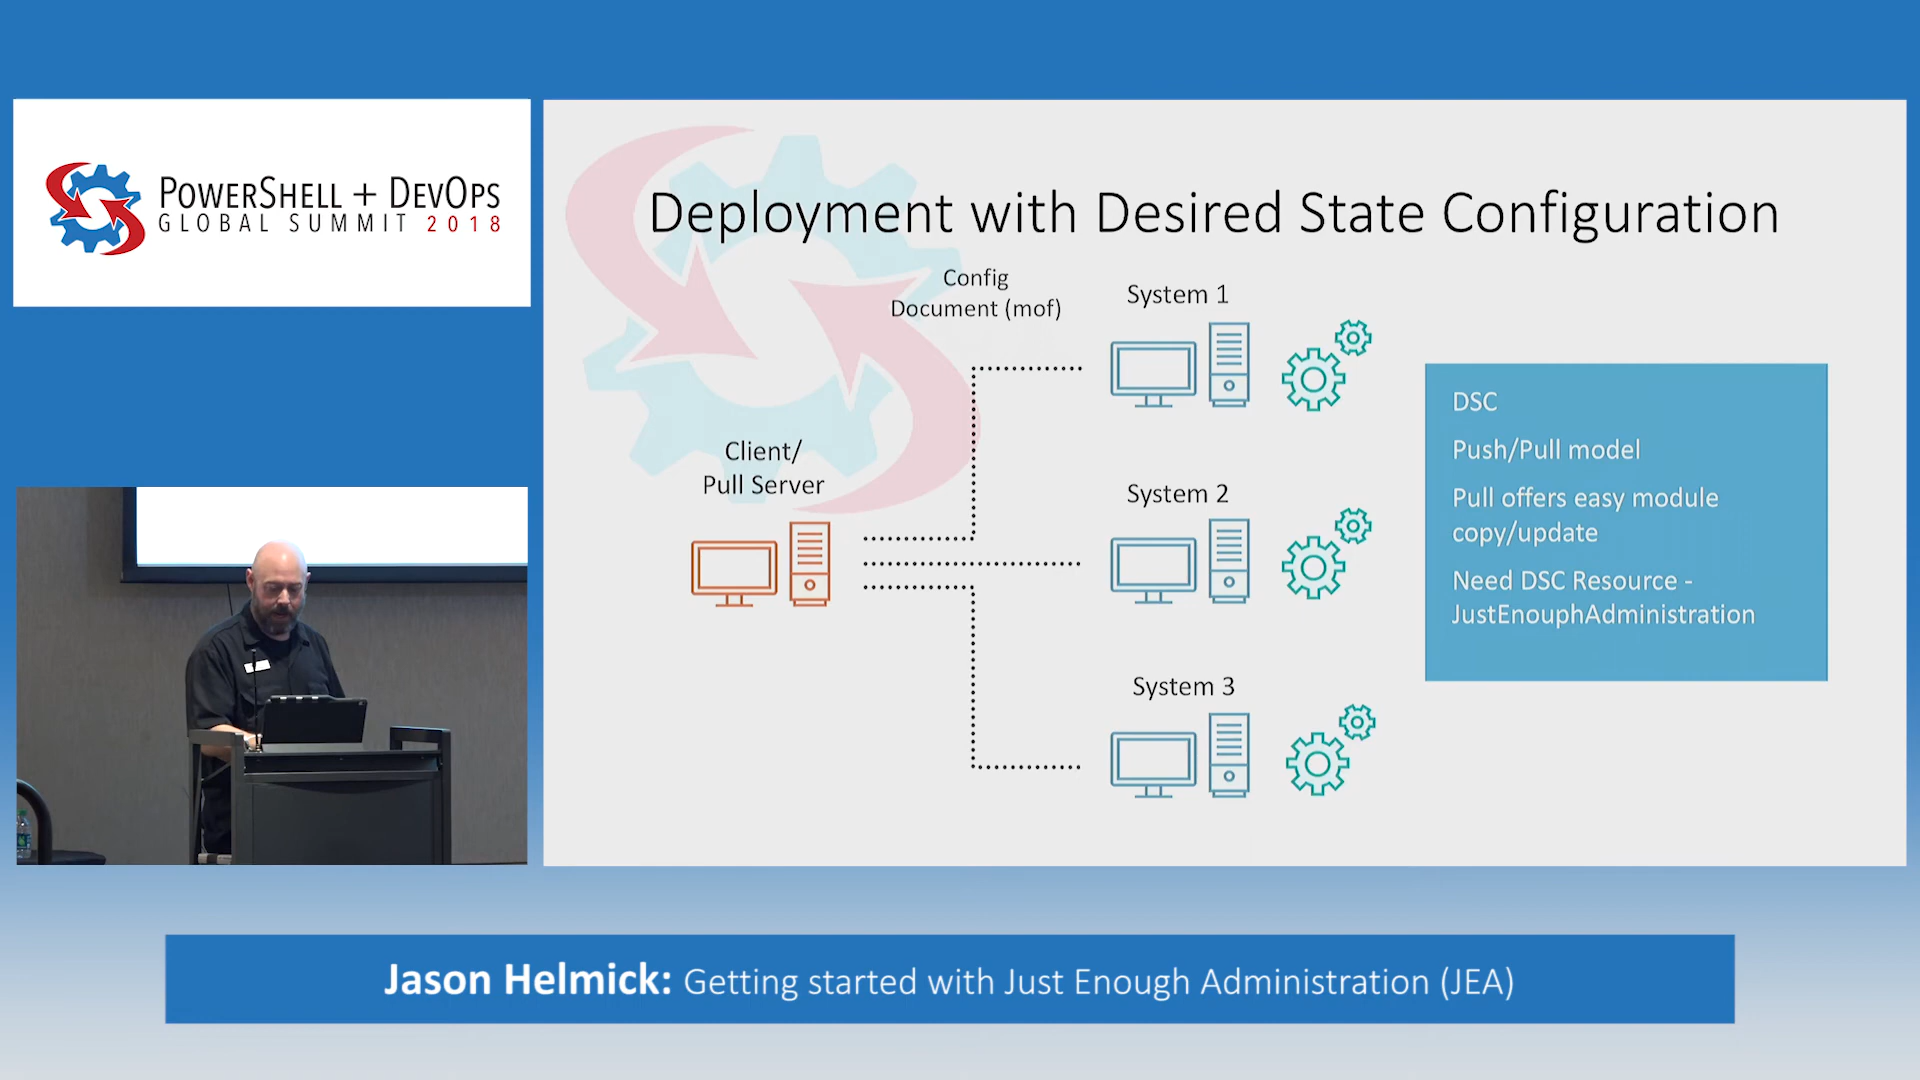 POWERSHELL + DEVOPS
GLOBAL SUMMIT 2018
Deployment with Desired State Configuration
Config
Document (mof)
System 1
Client/
Pull Server
System 2
System 3
DSC
Push/Pull model
Pull offers easy module
copy/update
Need DSC Resource -
JustEnouphAdministration
Jason Helmick: Getting started with Just Enough Administration (JEA)